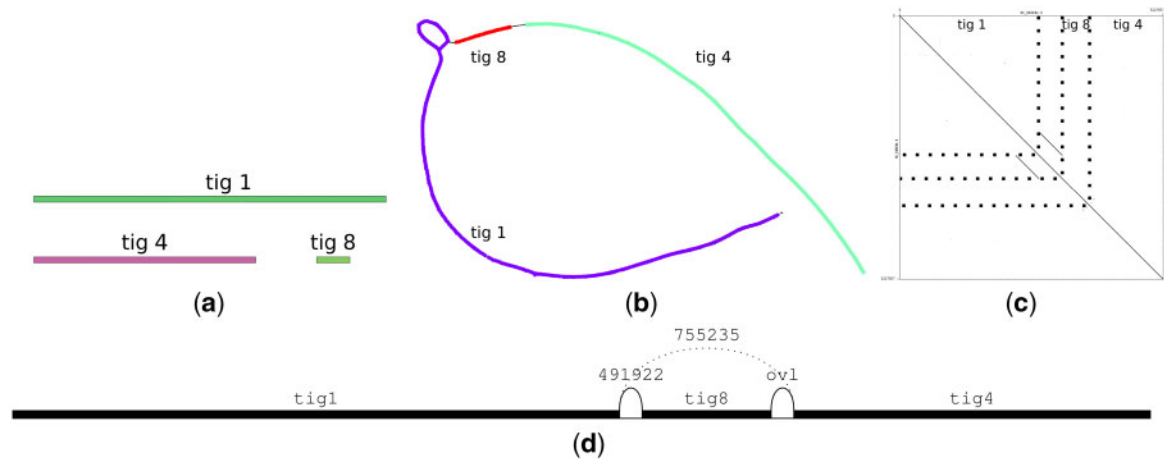 tig 1
tig 4 tig 8
(a)
tig 8
tig 4
tig 1
(b)
tig 1 tig 8 tig 4
(c)
755235
491922 ovl
tig1 tig8 tig4
(d)